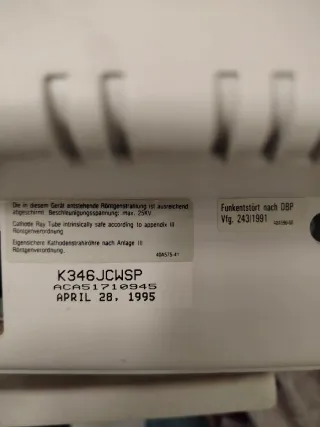 Die in diesem Gerät entstehende Röntgenstrahlung ist ausreichend
abgeschirmt. Beschleunigungsspannung: max. 25KV
Cathode Ray Tube intrinsically safe according to appendix III
Röntgenverordnung
Eigensichere Kathodenstrahlröhre nach Anlage III
Röntgenverordnung.
40A575-41
Funkentstört nach DBP
Vfg. 243/1991
K346JCWSP
ACA51710945
APRIL 28, 1995